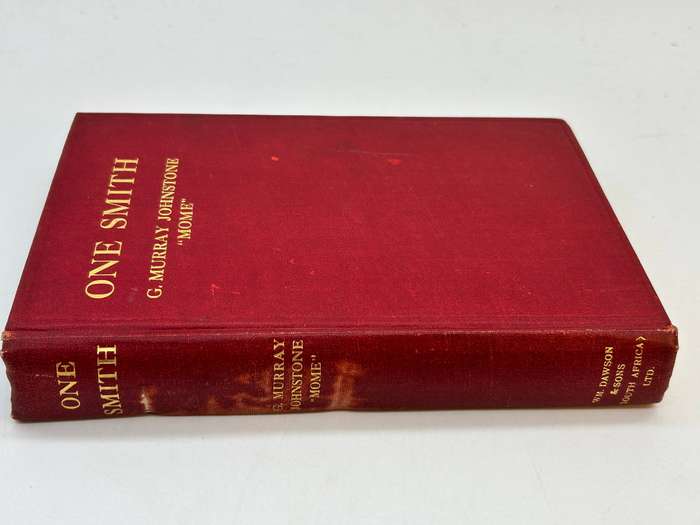 ONE SMITH
G. MURRAY JOHNSTONE
"MOME"
ONE
SMITH
G. MURRAY
JOHNSTONE
"MOME"
WM. DAWSON
& SONS
SOUTH AFRICA)
LTD.